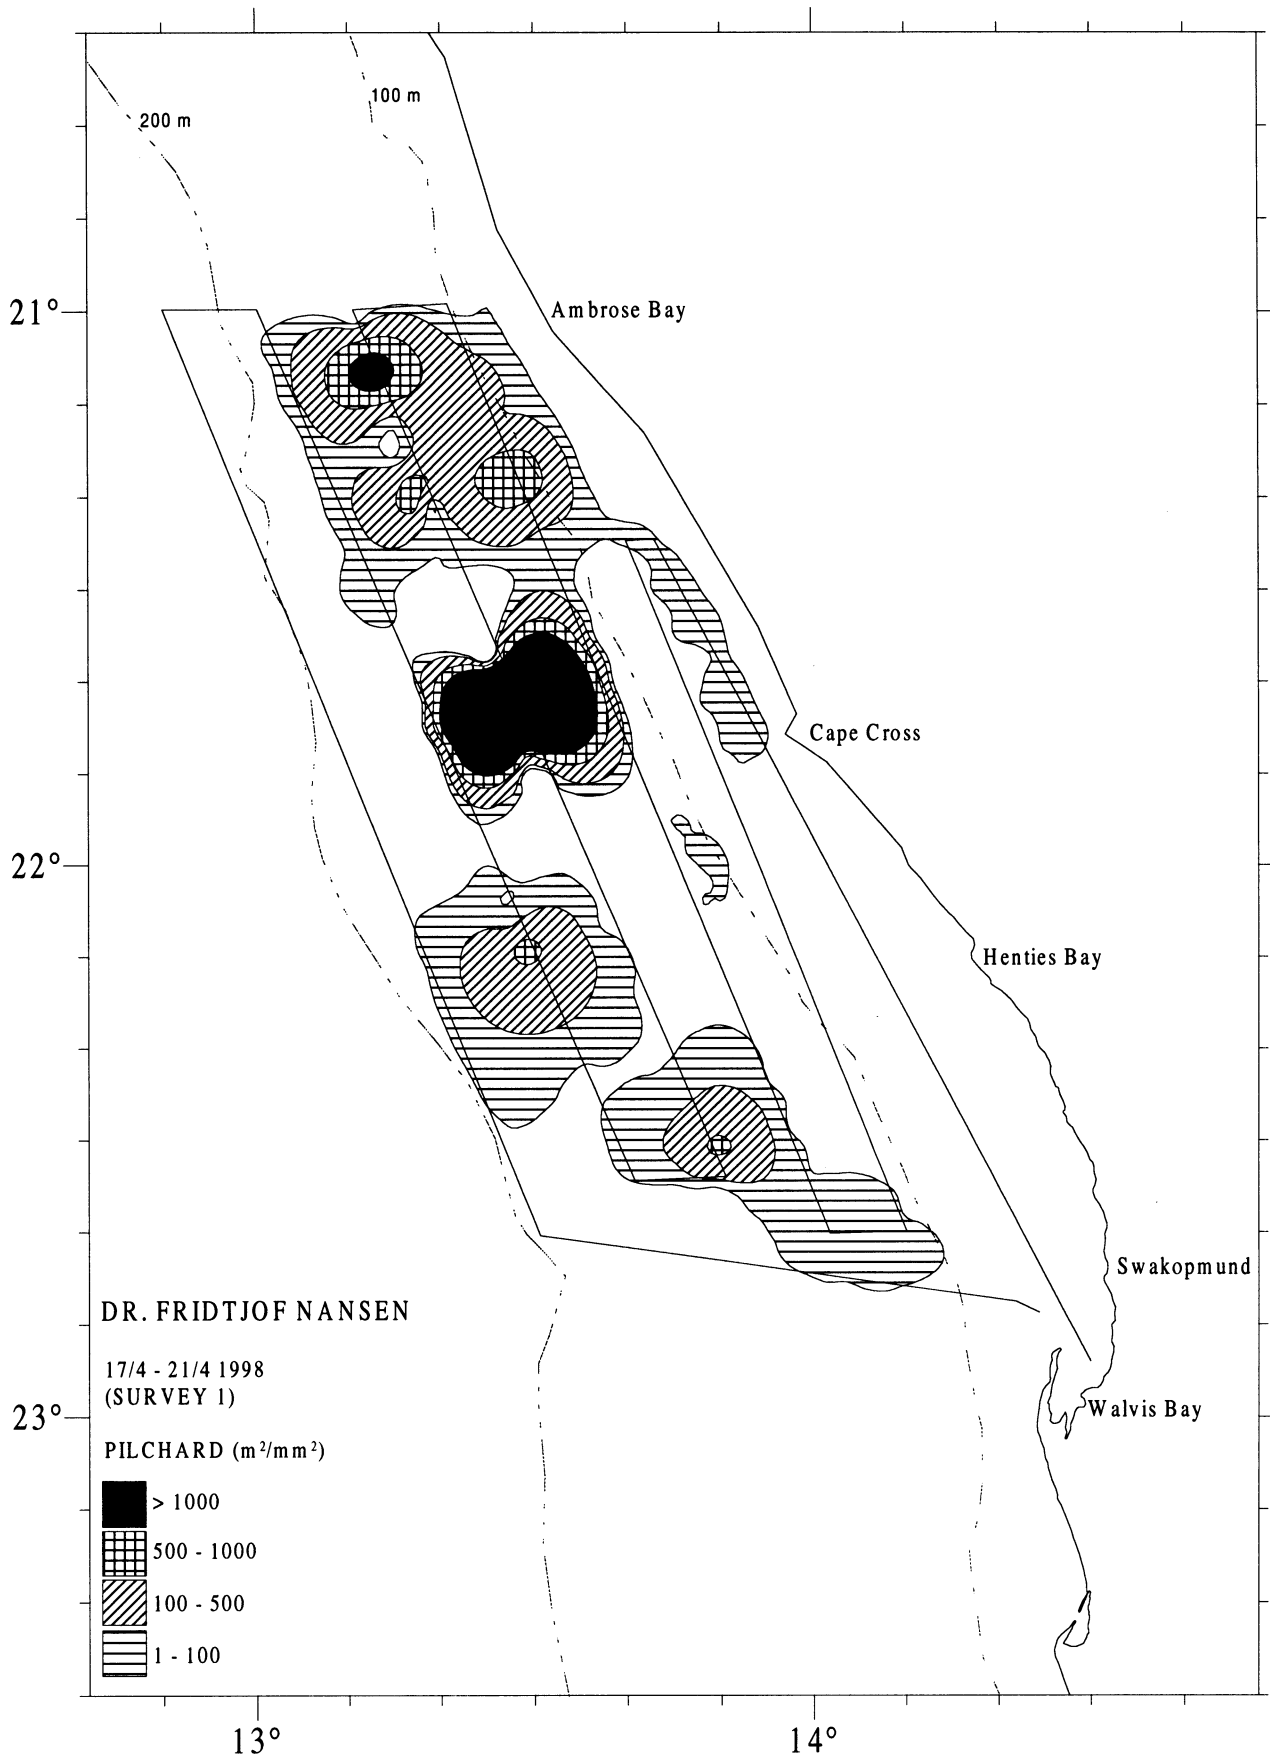 100 m
200 m
21°
Ambrose Bay
Cape Cross
22°
Henties Bay
Swakopmund
DR. FRIDTJOF NANSEN
17/4 - 21/4 1998
(SURVEY 1)
23°
Walvis Bay
PILCHARD (m²/mm²)
> 1000
500 - 1000
100 - 500
1 - 100
13°
14°